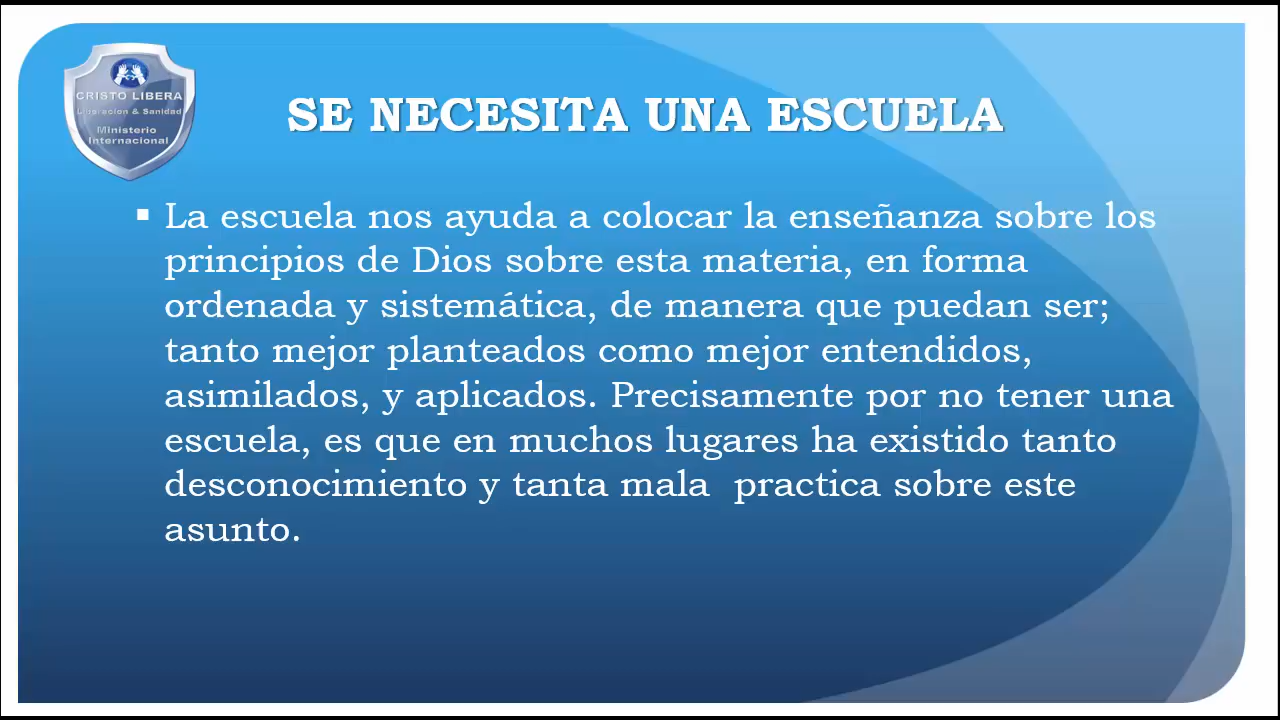 CRISTO LIBERA
Liberacion & Sanidad
Ministerio
Internacional
SE NECESITA UNA ESCUELA
▪ La escuela nos ayuda a colocar la enseñanza sobre los
principios de Dios sobre esta materia, en forma
ordenada y sistemática, de manera que puedan ser;
tanto mejor planteados como mejor entendidos,
asimilados, y aplicados. Precisamente por no tener una
escuela, es que en muchos lugares ha existido tanto
desconocimiento y tanta mala  practica sobre este
asunto.